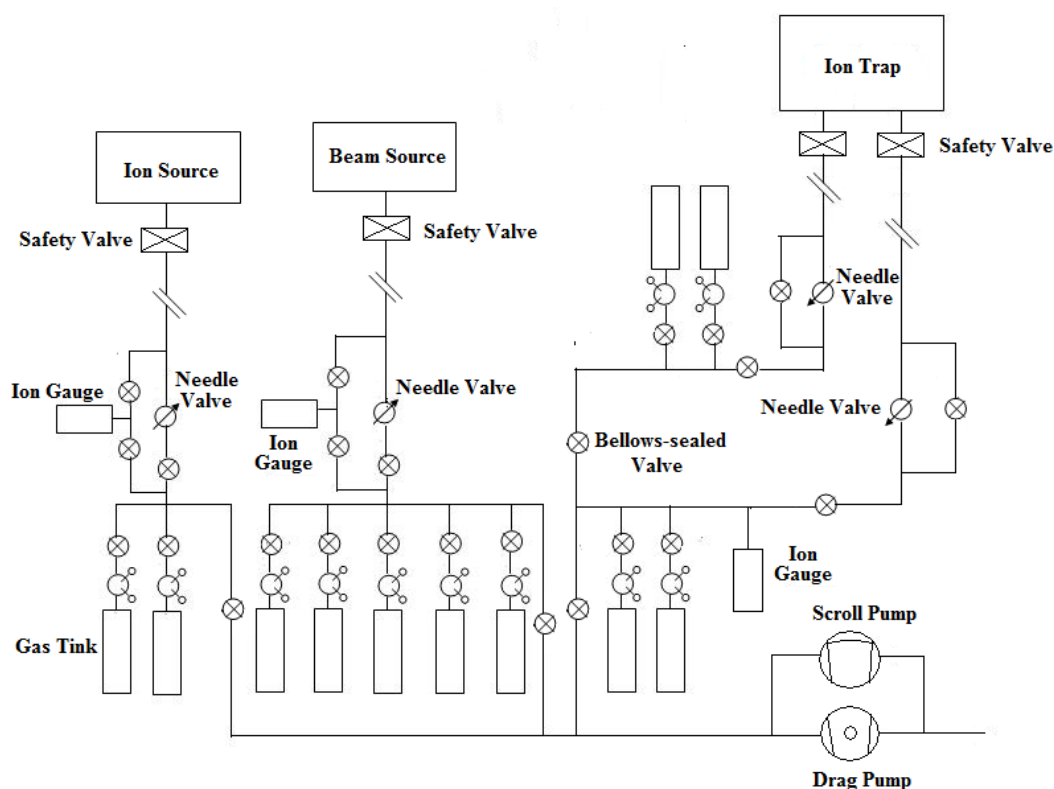 Ion Trap
Safety Valve
Beam Source
Ion Source
Safety Valve
Safety Valve
Needle
Valve
Needle
Valve
Ion Gauge
Needle Valve
Needle Valve
Ion
Gauge
Bellows-sealed
Valve
Ion
Gauge
Scroll Pump
Gas Tink
Drag Pump